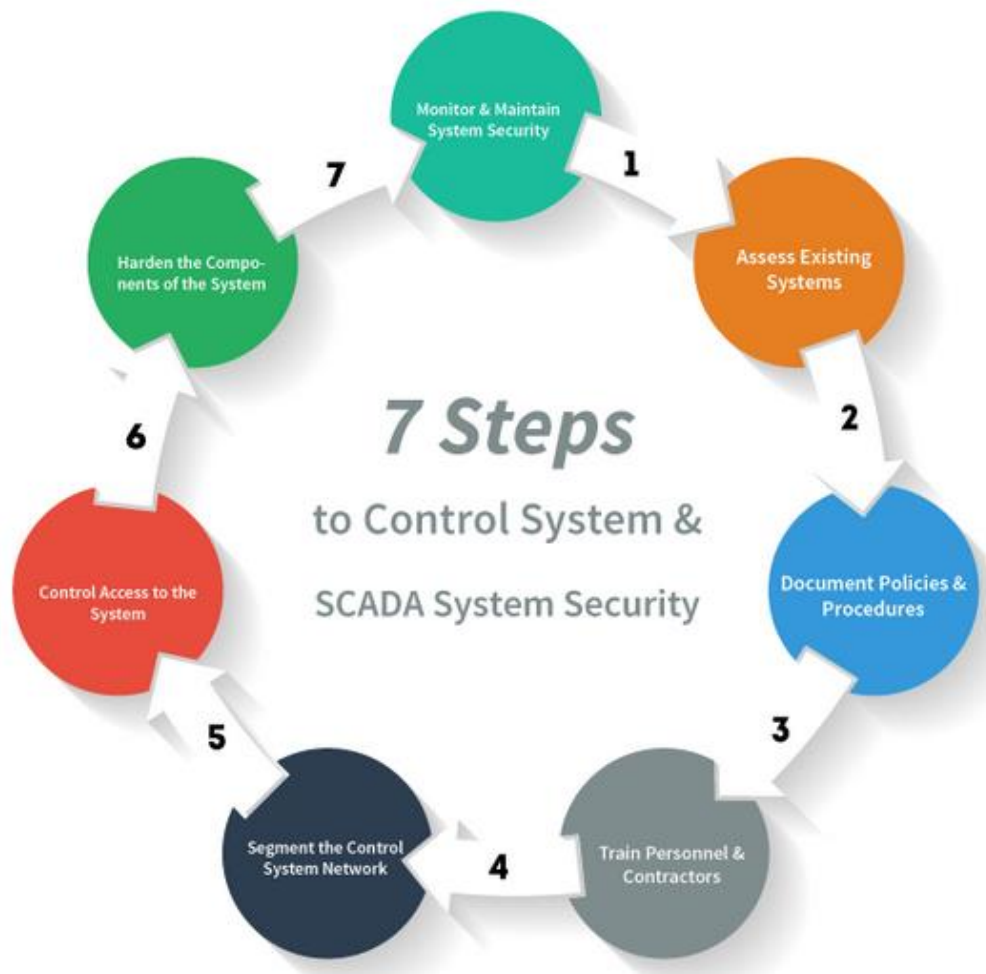 Monitor & Maintain
System Security
1
Assess Existing
Systems
2
Document Policies &
Procedures
3
Train Personnel &
Contractors
4
Segment the Control
System Network
5
Control Access to the
System
6
Harden the Compo-
nents of the System
7
7 Steps
to Control System &
SCADA System Security